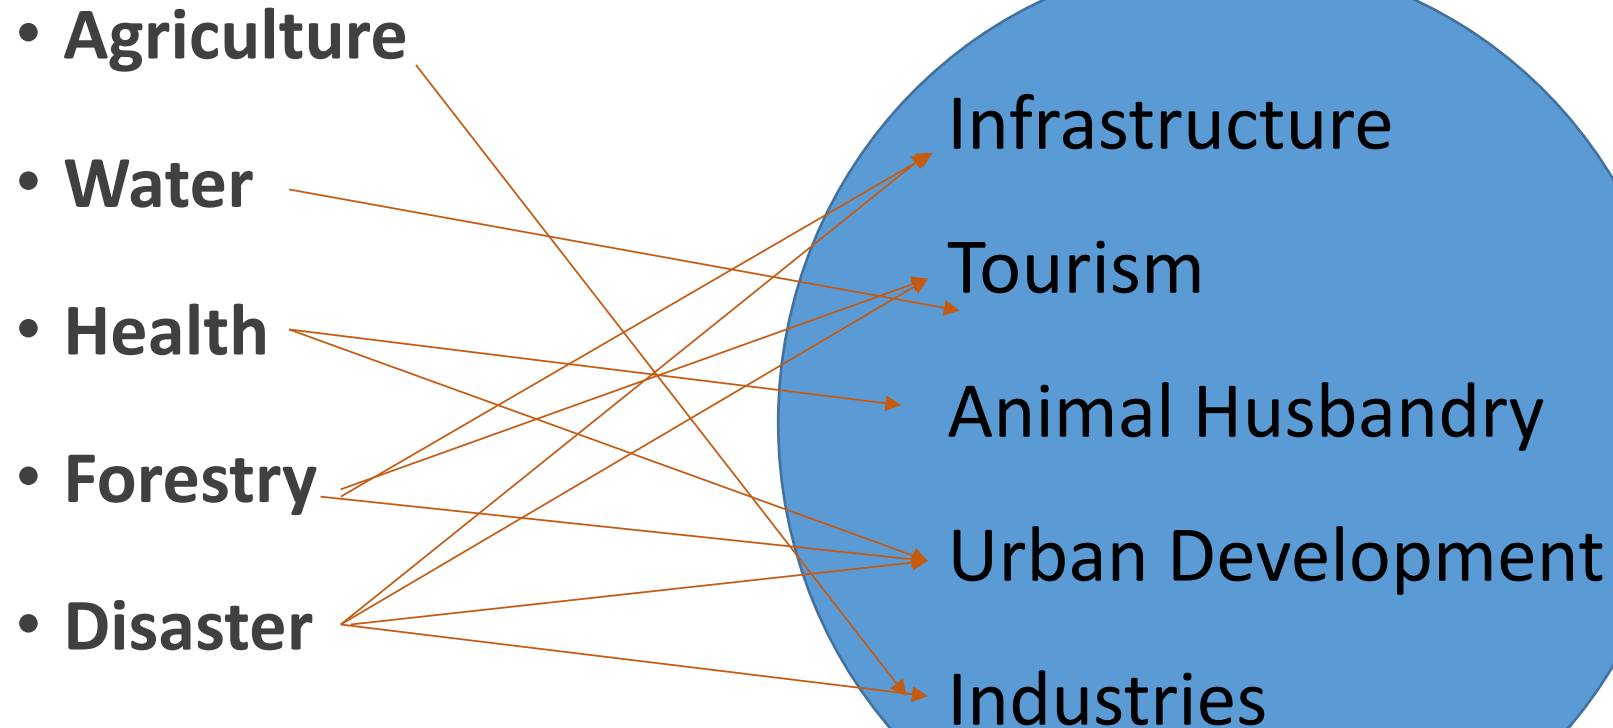 • Agriculture
• Water
• Health
• Forestry
• Disaster
Infrastructure
Tourism
Animal Husbandry
Urban Development
Industries